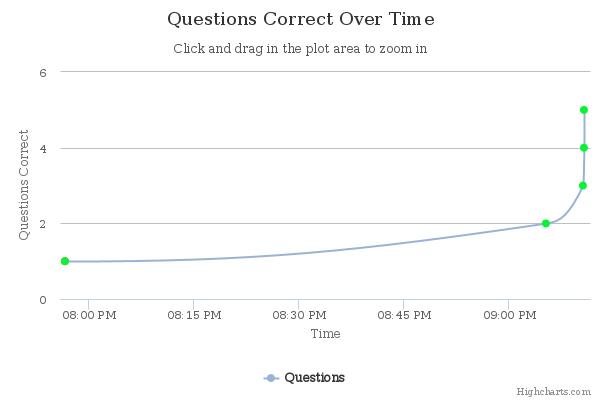 Questions Correct Over Time
Click and drag in the plot area to zoom in
Questions Correct
6
4
2
0
08:00 PM
08:15 PM
08:30 PM
08:45 PM
09:00 PM
Time
Questions
Highcharts.com